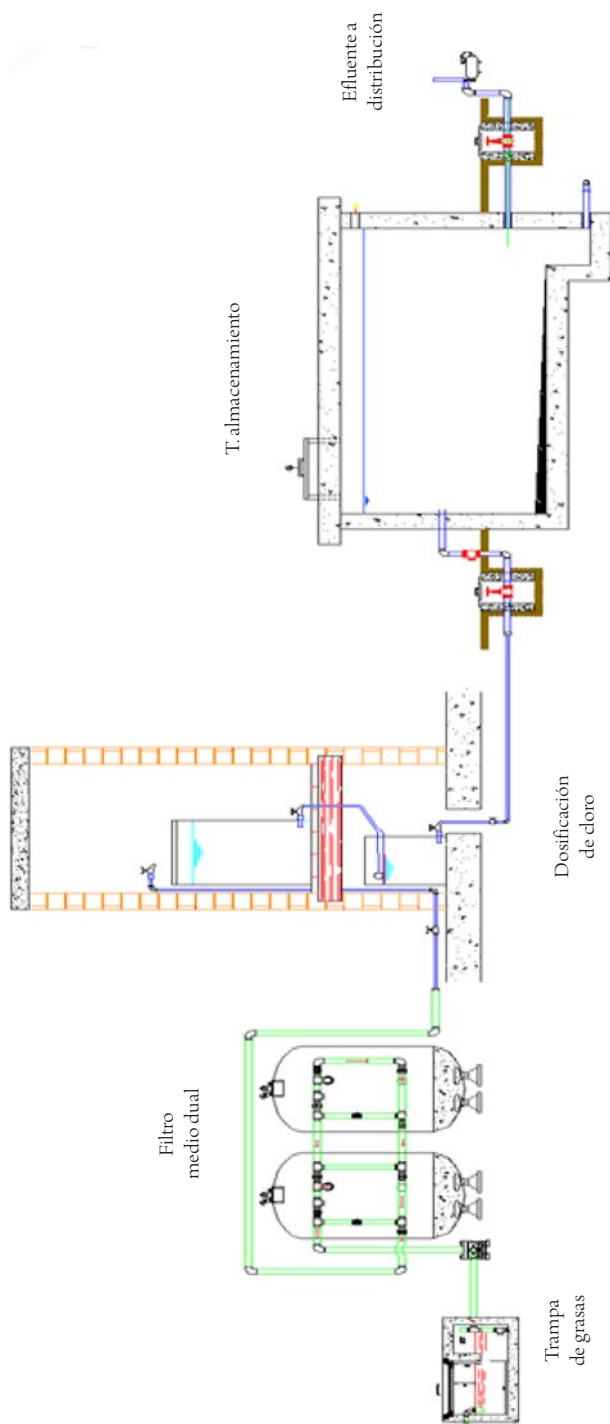 Trampa
de grasas
Filtro
medio dual
Dosificación
de cloro
T. almacenamiento
Efluente a
distribución